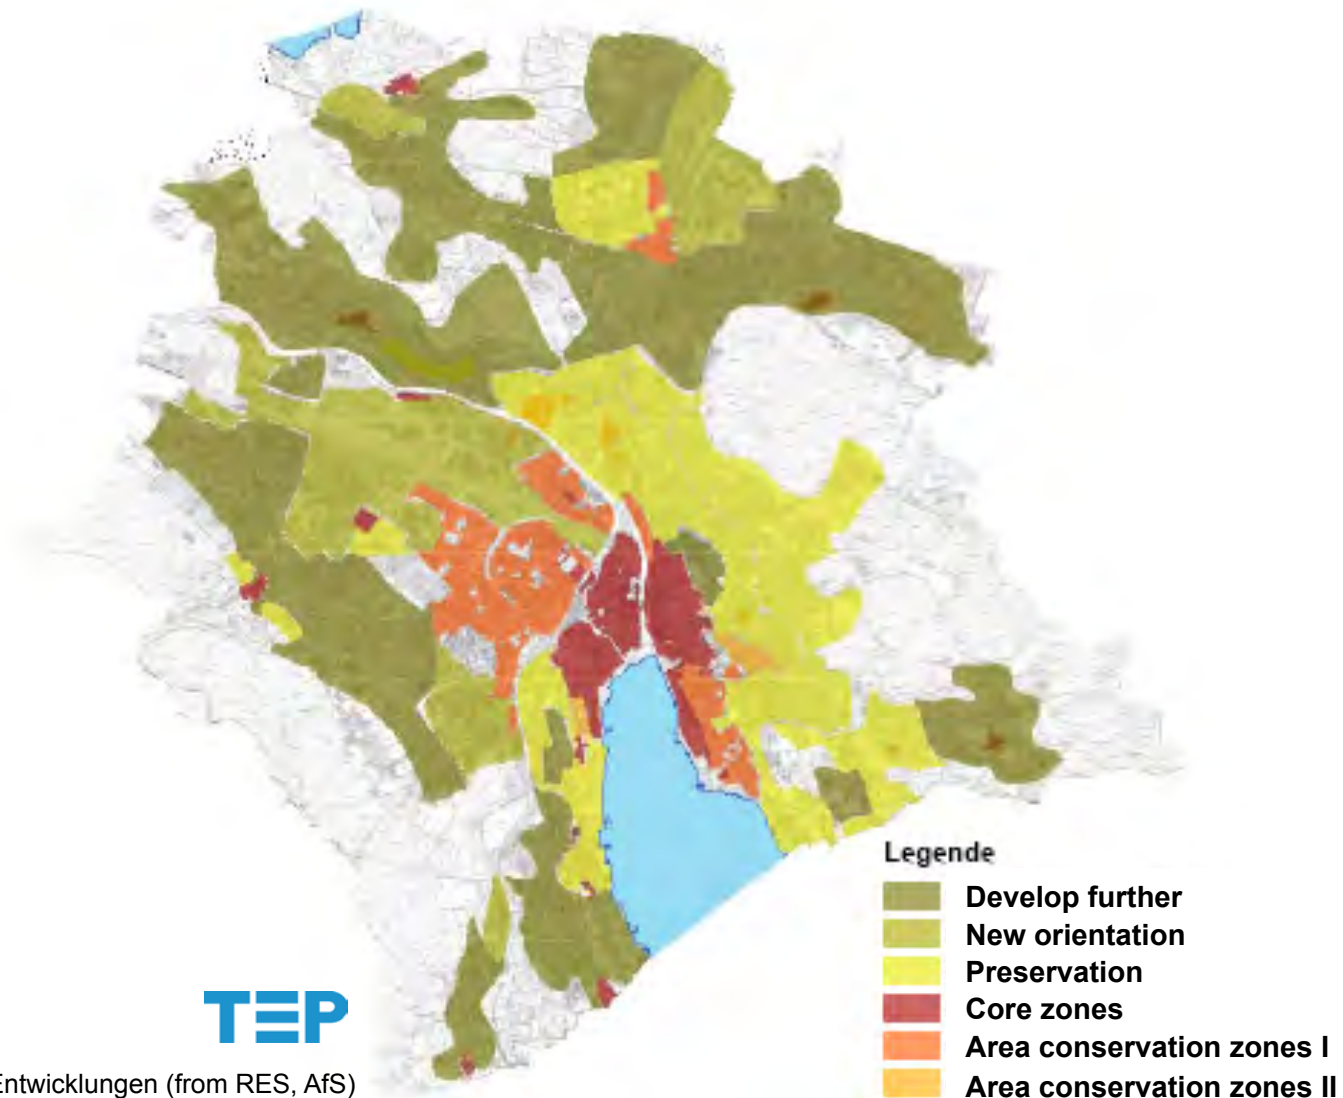 Legende
Develop further
New orientation
Preservation
Core zones
Area conservation zones I
Area conservation zones II
TEP
Entwicklungen (from RES, AfS)